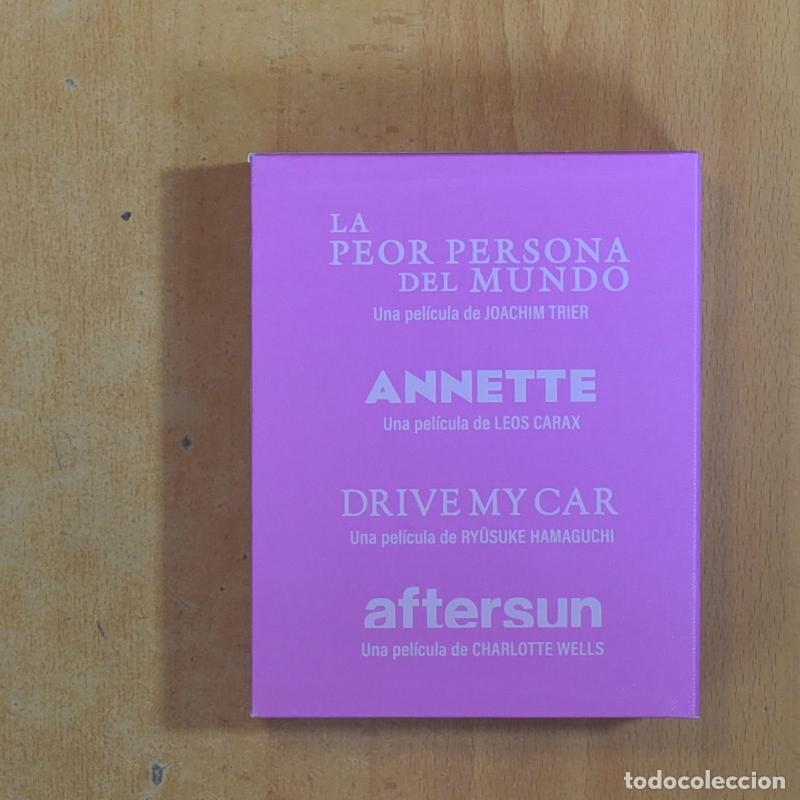 LA
PEOR PERSONA
DEL MUNDO
Una película de JOACHIM TRIER
ANNETTE
Una película de LEOS CARAX
DRIVE MY CAR
Una película de RYÛSUKE HAMAGUCHI
aftersun
Una película de CHARLOTTE WELLS
todocoleccion